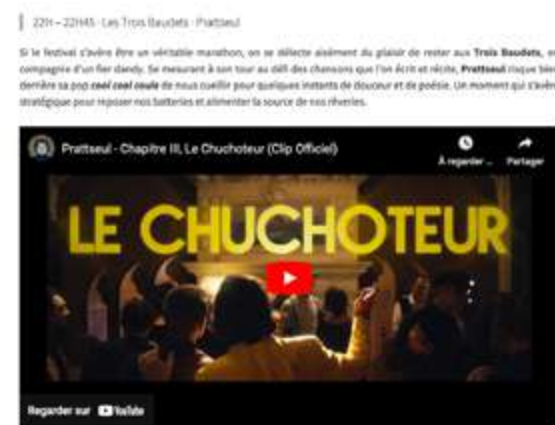 22H – 22H45 · Les Trois Baudets · Prattseul
Si le festival s'avère être un véritable marathon, on se délecte aisément du plaisir de rester aux Trois Baudets, en
compagnie d'un fier dandy. Se mesurant à son tour au défi des chansons que l'on écrit et récite, Prattseul risque bien
derrière sa pop cool cool coule de nous cueillir pour quelques instants de douceur et de poésie. Un moment qui s'avère
stratégique pour reposer nos batteries et alimenter la source de nos rêveries.
Prattseul - Chapitre III, Le Chuchoteur (Clip Officiel)
À regarder ...
Partager
LE CHUCHOTEUR
Regarder sur YouTube